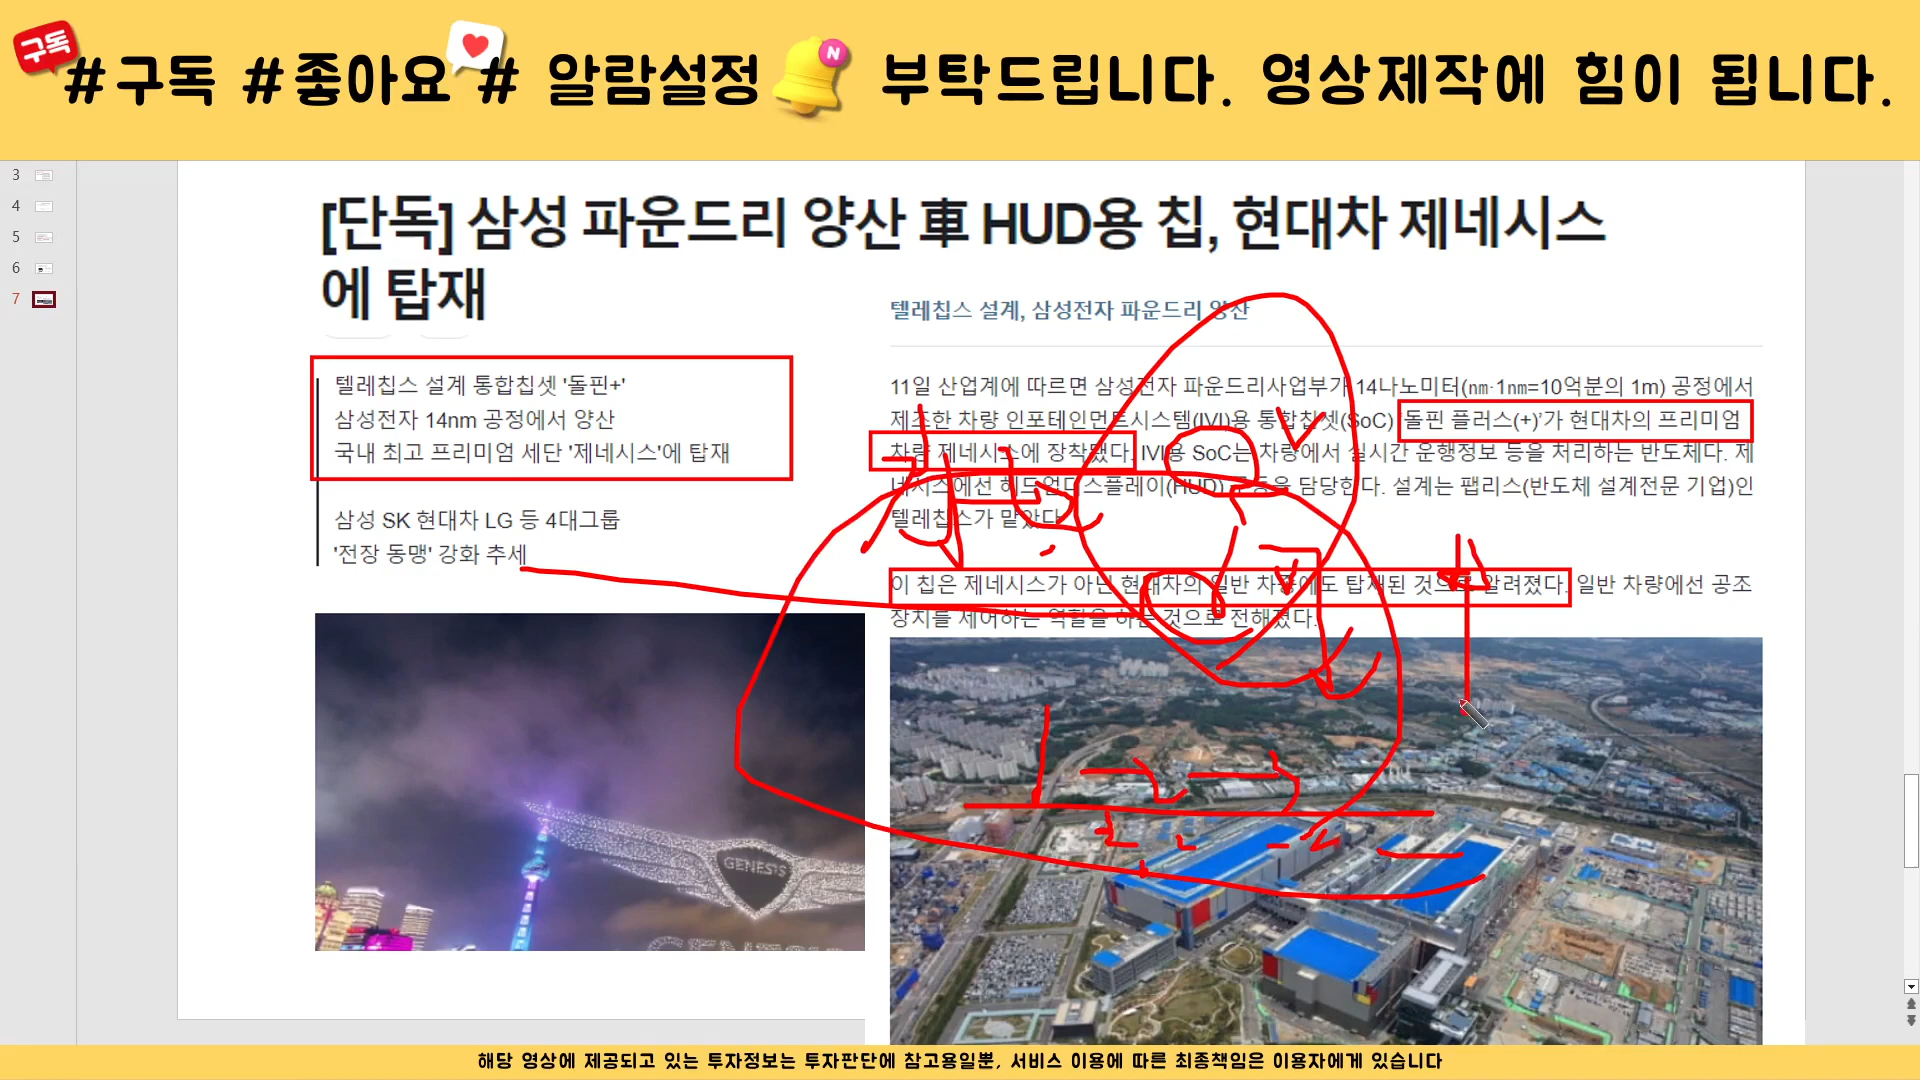 구독
#구독 #좋아요 # 알람설정 N 부탁드립니다. 영상제작에 힘이 됩니다.
3
4
5
6
7
[단독] 삼성 파운드리 양산 車 HUD용 칩, 현대차 제네시스
에 탑재
텔레칩스 설계 통합칩셋 '돌핀+'
삼성전자 14nm 공정에서 양산
국내 최고 프리미엄 세단 '제네시스'에 탑재
삼성 SK 현대차 LG 등 4대그룹
'전장 동맹' 강화 추세
텔레칩스 설계, 삼성전자 파운드리 양산
11일 산업계에 따르면 삼성전자 파운드리사업부가 14나노미터(㎚·1㎚=10억분의 1m) 공정에서
제조한 차량 인포테인먼트시스템(IVI)용 통합칩셋(SoC) '돌핀 플러스(+)'가 현대차의 프리미엄
차량 제네시스에 장착됐다. IVI용 SoC는 차량에서 실시간 운행정보 등을 처리하는 반도체다. 제
네시스에선 헤드업디스플레이(HUD) 구동을 담당한다. 설계는 팹리스(반도체 설계전문 기업)인
텔레칩스가 맡았다.
이 칩은 제네시스가 아닌 현대차의 일반 차종에도 탑재된 것으로 알려졌다. 일반 차량에선 공조
장치를 제어하는 역할을 하는 것으로 전해졌다.
GENESIS
GENESIS
해당 영상에 제공되고 있는 투자정보는 투자판단에 참고용일뿐, 서비스 이용에 따른 최종책임은 이용자에게 있습니다